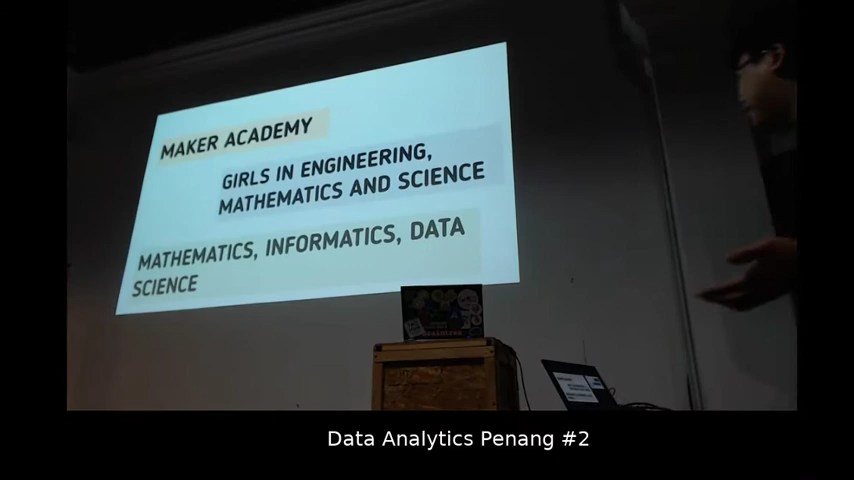 MAKER ACADEMY
GIRLS IN ENGINEERING,
MATHEMATICS AND SCIENCE
MATHEMATICS, INFORMATICS, DATA
SCIENCE
Data Analytics Penang #2